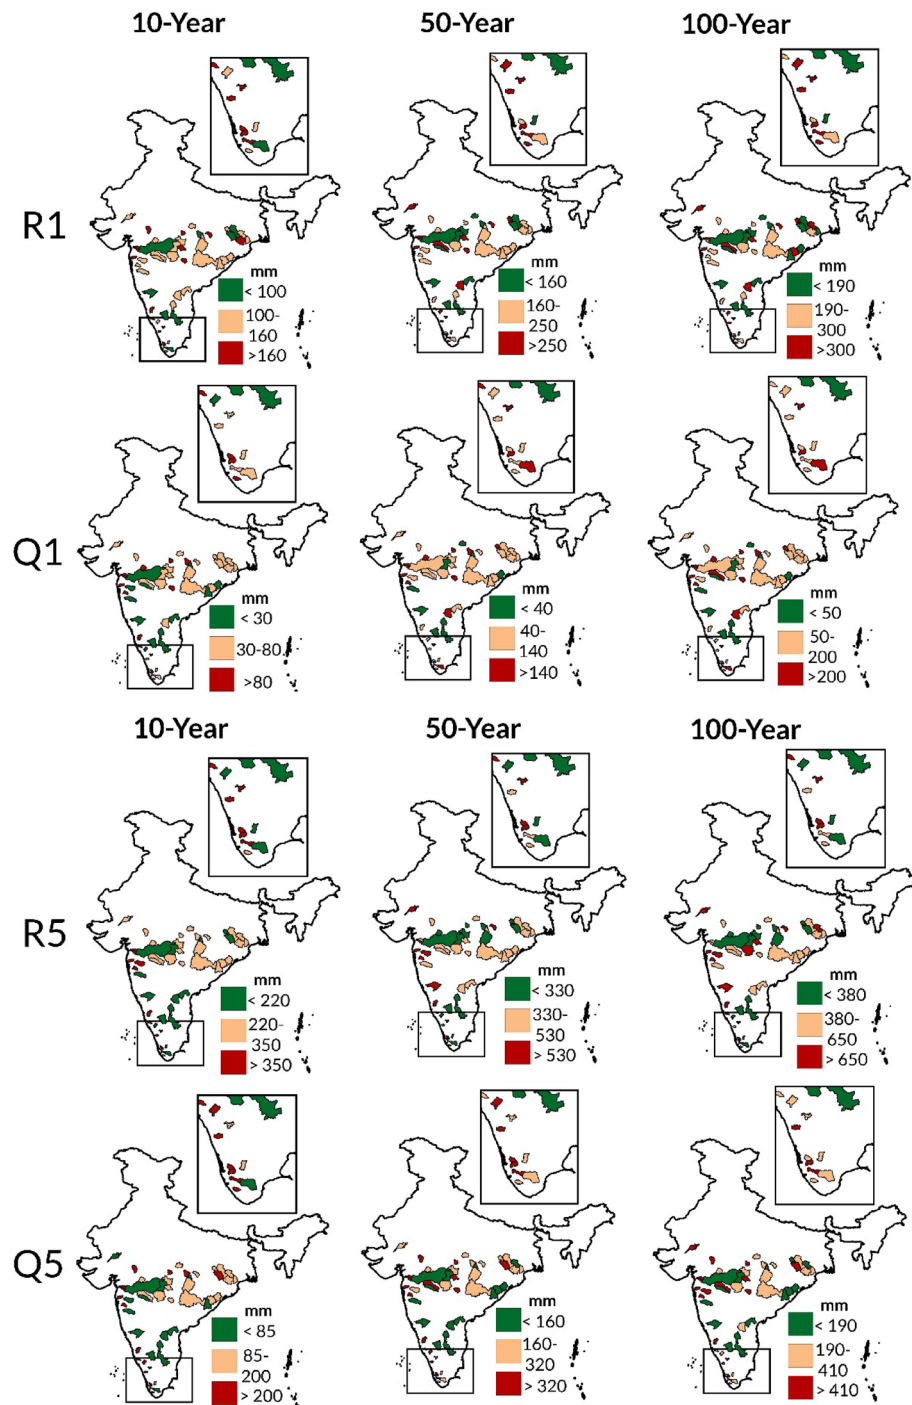 10-Year 50-Year 100-Year
R1
mm
< 100
100-
160
>160
mm
< 160
160-
250
>250
mm
< 190
190-
300
>300
Q1
mm
< 30
30-80
>80
mm
< 40
40-
140
>140
mm
< 50
50-
200
>200
10-Year 50-Year 100-Year
R5
mm
< 220
220-
350
> 350
mm
< 330
330-
530
> 530
mm
< 380
380-
650
> 650
Q5
mm
< 85
85-
200
> 200
mm
< 160
160-
320
> 320
mm
< 190
190-
410
> 410